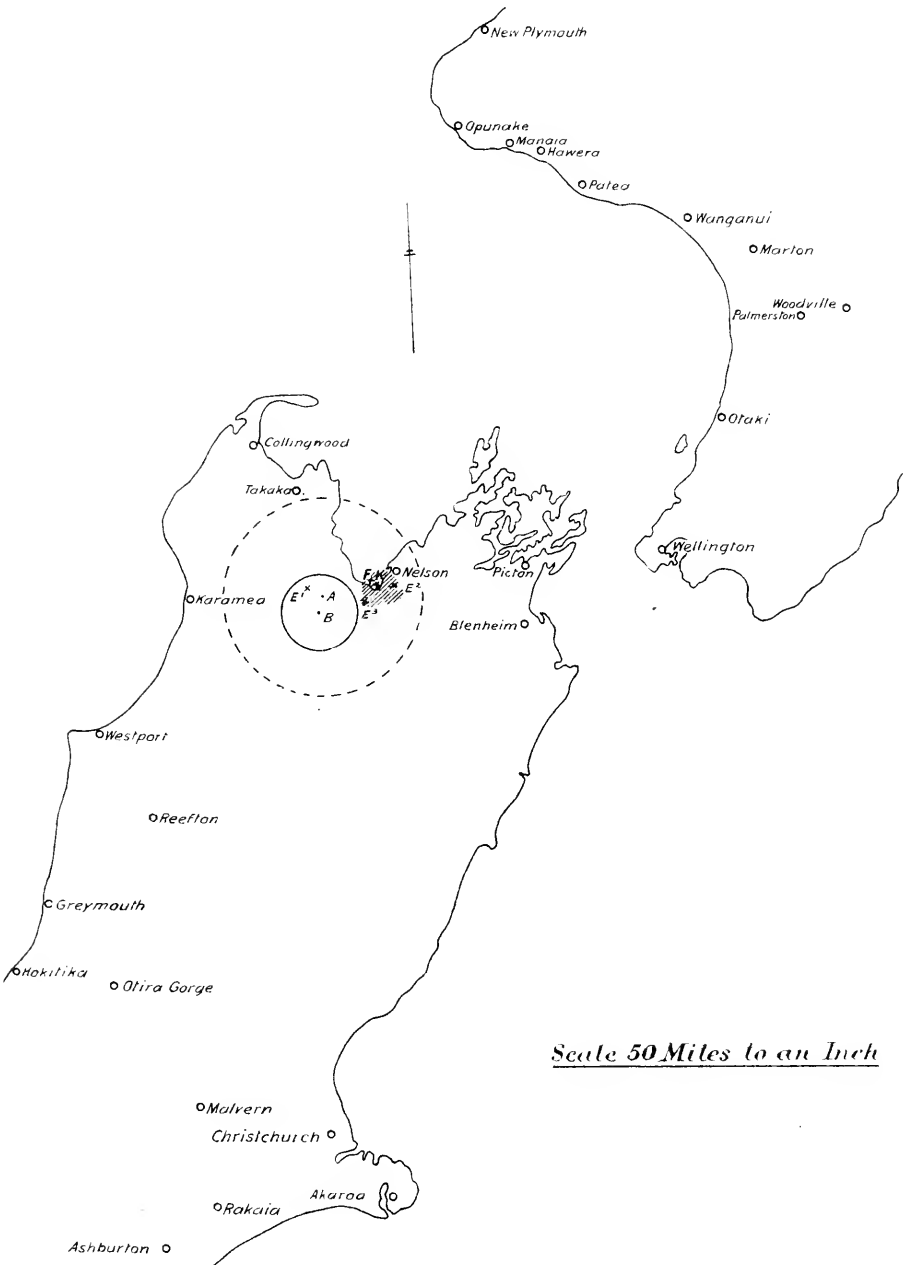 New Plymouth
Opunake
Manaia
Hawera
Patea
Wanganui
Marton
Woodville
Palmerston
Otaki
Collingwood
Takaka
Wellington
Nelson
Picton
E¹ A
E²
Karamea
B
E³
Blenheim
Westport
Reefton
Greymouth
Hokitika
Otira Gorge
Scale 50 Miles to an Inch
Malvern
Christchurch
Akaroa
Rakaia
Ashburton